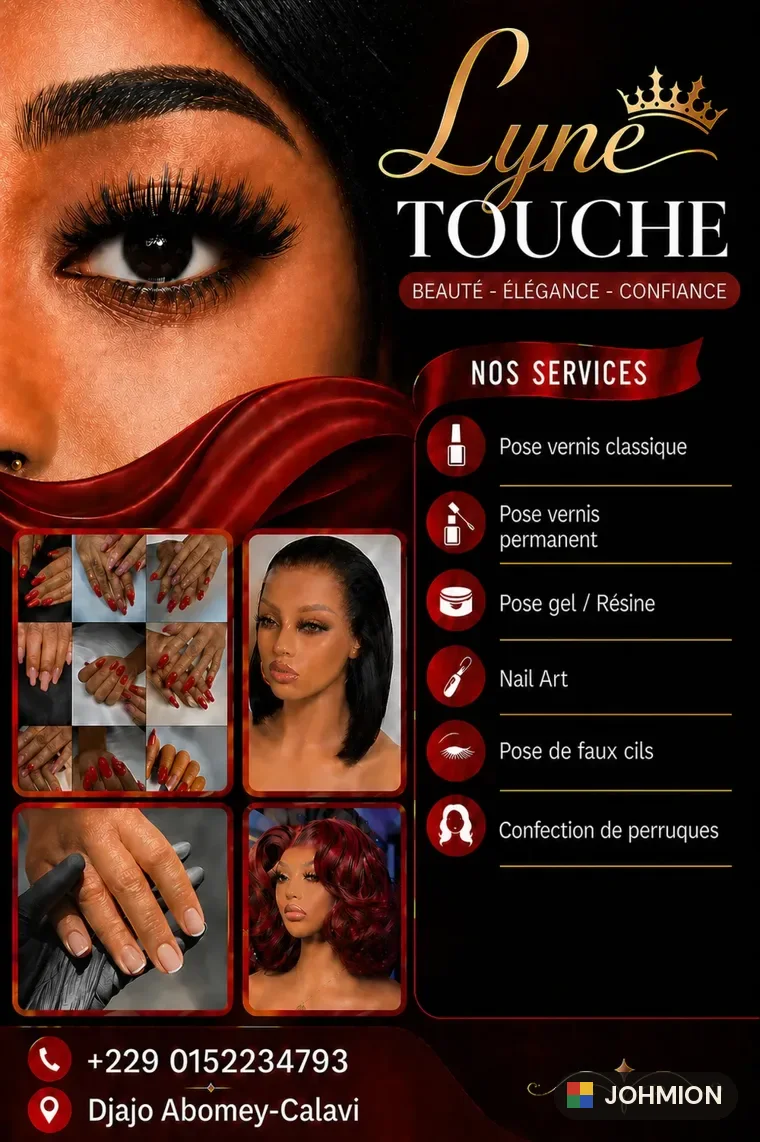 Lyne
TOUCHE
BEAUTÉ - ÉLÉGANCE - CONFIANCE
NOS SERVICES
Pose vernis classique
Pose vernis
permanent
Pose gel / Résine
Nail Art
Pose de faux cils
Confection de perruques
+229 0152234793
Djajo Abomey-Calavi
JOHMION